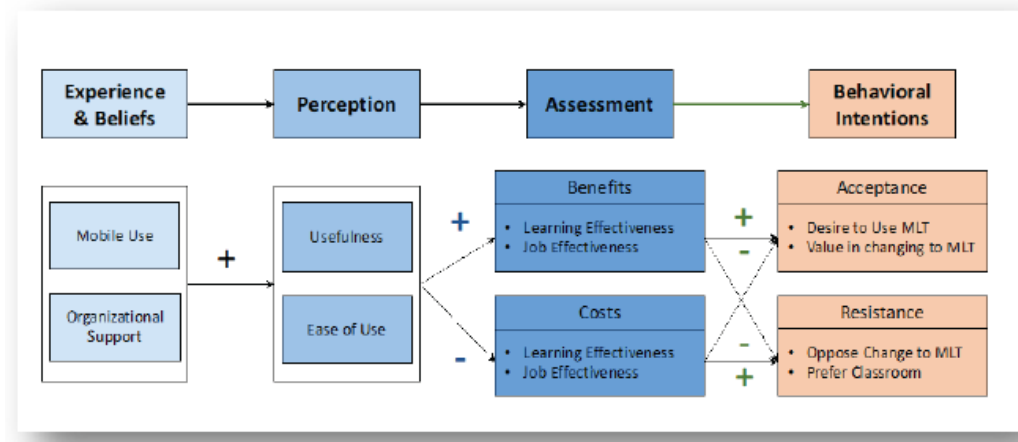 Experience
& Beliefs
Perception
Assessment
Behavioral
Intentions
Mobile Use
Organizational
Support
+
Usefulness
Ease of Use
+
-
Benefits
• Learning Effectiveness
• Job Effectiveness
Costs
• Learning Effectiveness
• Job Effectiveness
+
-
-
+
Acceptance
• Desire to Use MLT
• Value in changing to MLT
Resistance
• Oppose Change to MLT
• Prefer Classroom